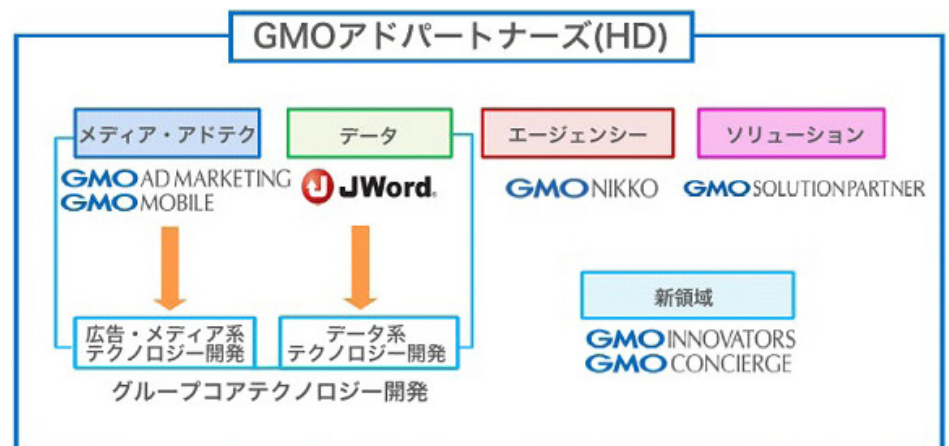 GMOアドパートナーズ(HD)
メディア・アドテク
データ
エージェンシー
ソリューション
GMO AD MARKETING
GMO MOBILE
JWord®
GMO NIKKO
GMO SOLUTIONPARTNER
新領域
GMO INNOVATORS
GMO CONCIERGE
広告・メディア系
テクノロジー開発
データ系
テクノロジー開発
グループコアテクノロジー開発